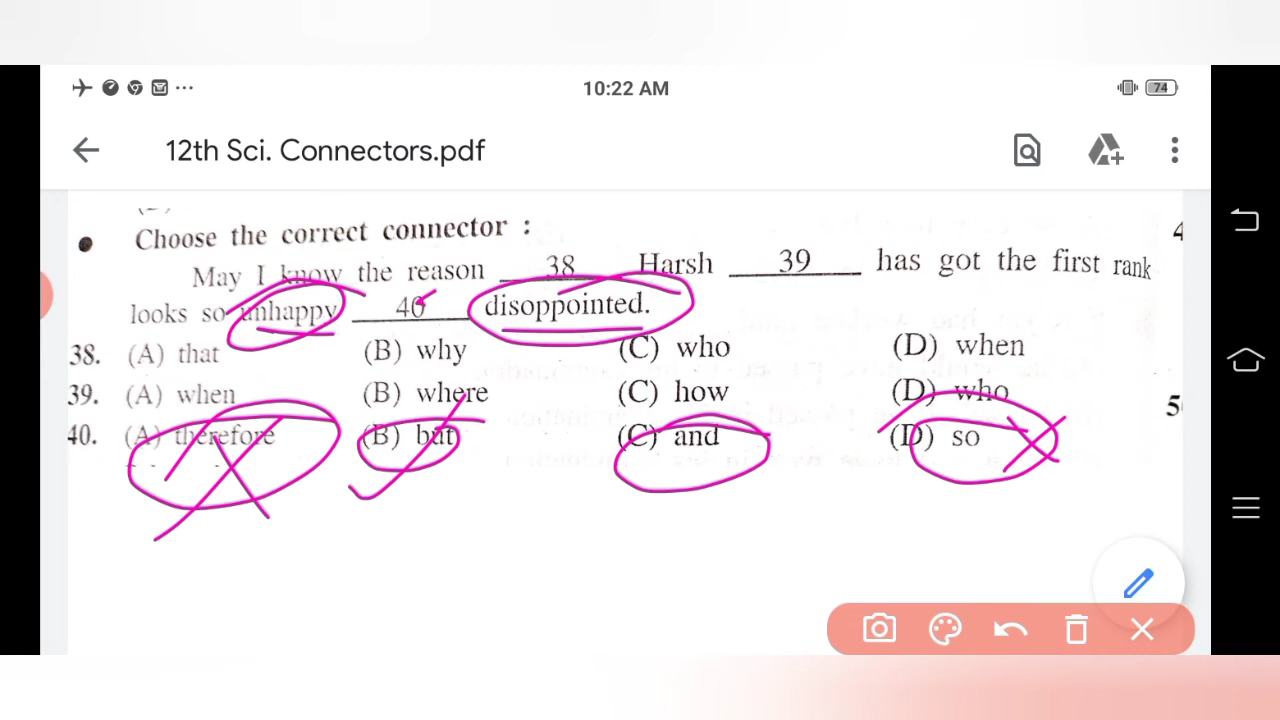 10:22 AM
74
12th Sci. Connectors.pdf
● Choose the correct connector :
May I know the reason 38 Harsh 39 has got the first rank
looks so unhappy 40 disoppointed.
38. (A) that (B) why (C) who (D) when
39. (A) when (B) where (C) how (D) who
40. (A) therefore (B) but (C) and (D) so